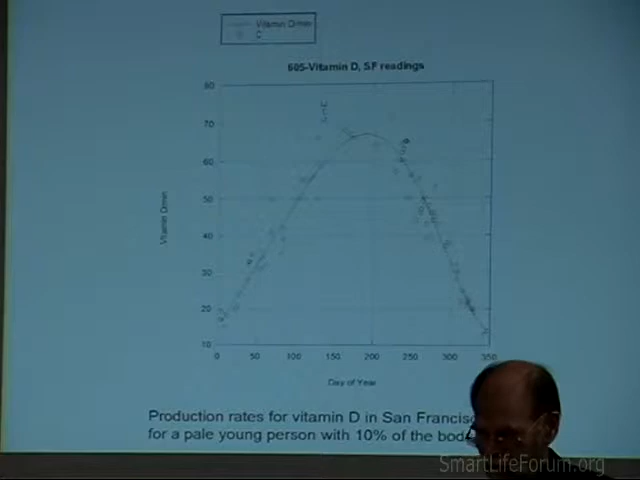 Vitamin D/min
C
605-Vitamin D, SF readings
80
70
60
50
40
30
20
10
Vitamin D/min
0
50
100
150
200
250
300
350
Day of Year
Production rates for vitamin D in San
for a pale young person with 10% of the
SmartLifeForum.org